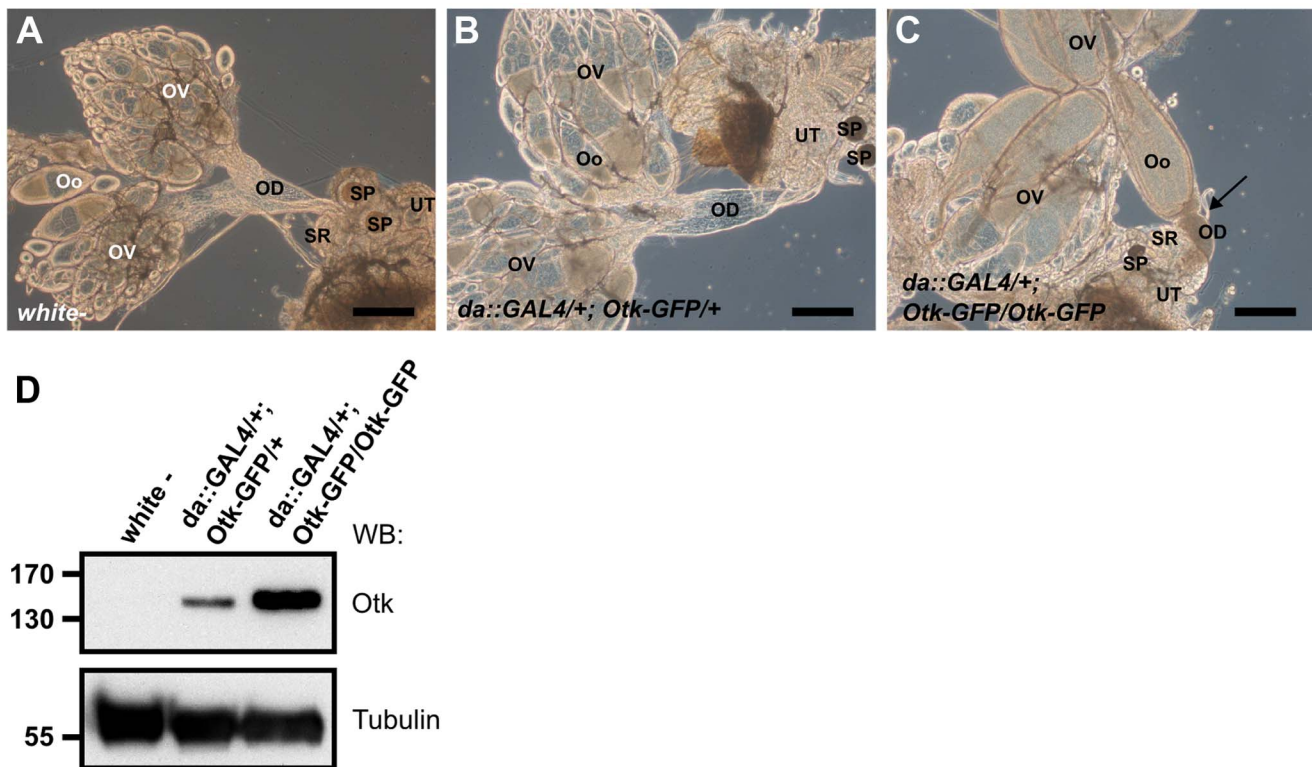 A
OV
Oo
OD
SP
SP
UT
SR
OV
white-
B
OV
UT
SP
SP
Oo
OD
OV
da::GAL4/+; Otk-GFP/+
C
OV
Oo
OV
SR
OD
SP
UT
da::GAL4/+;
Otk-GFP/Otk-GFP
D
white -
da::GAL4/+;
Otk-GFP/+
da::GAL4/+;
Otk-GFP/Otk-GFP
WB:
170
130
Otk
55
Tubulin